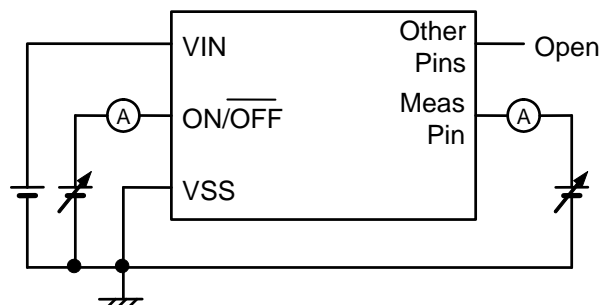 VIN
Other
Pins
Open
A
ON/OFF
Meas
Pin
A
VSS